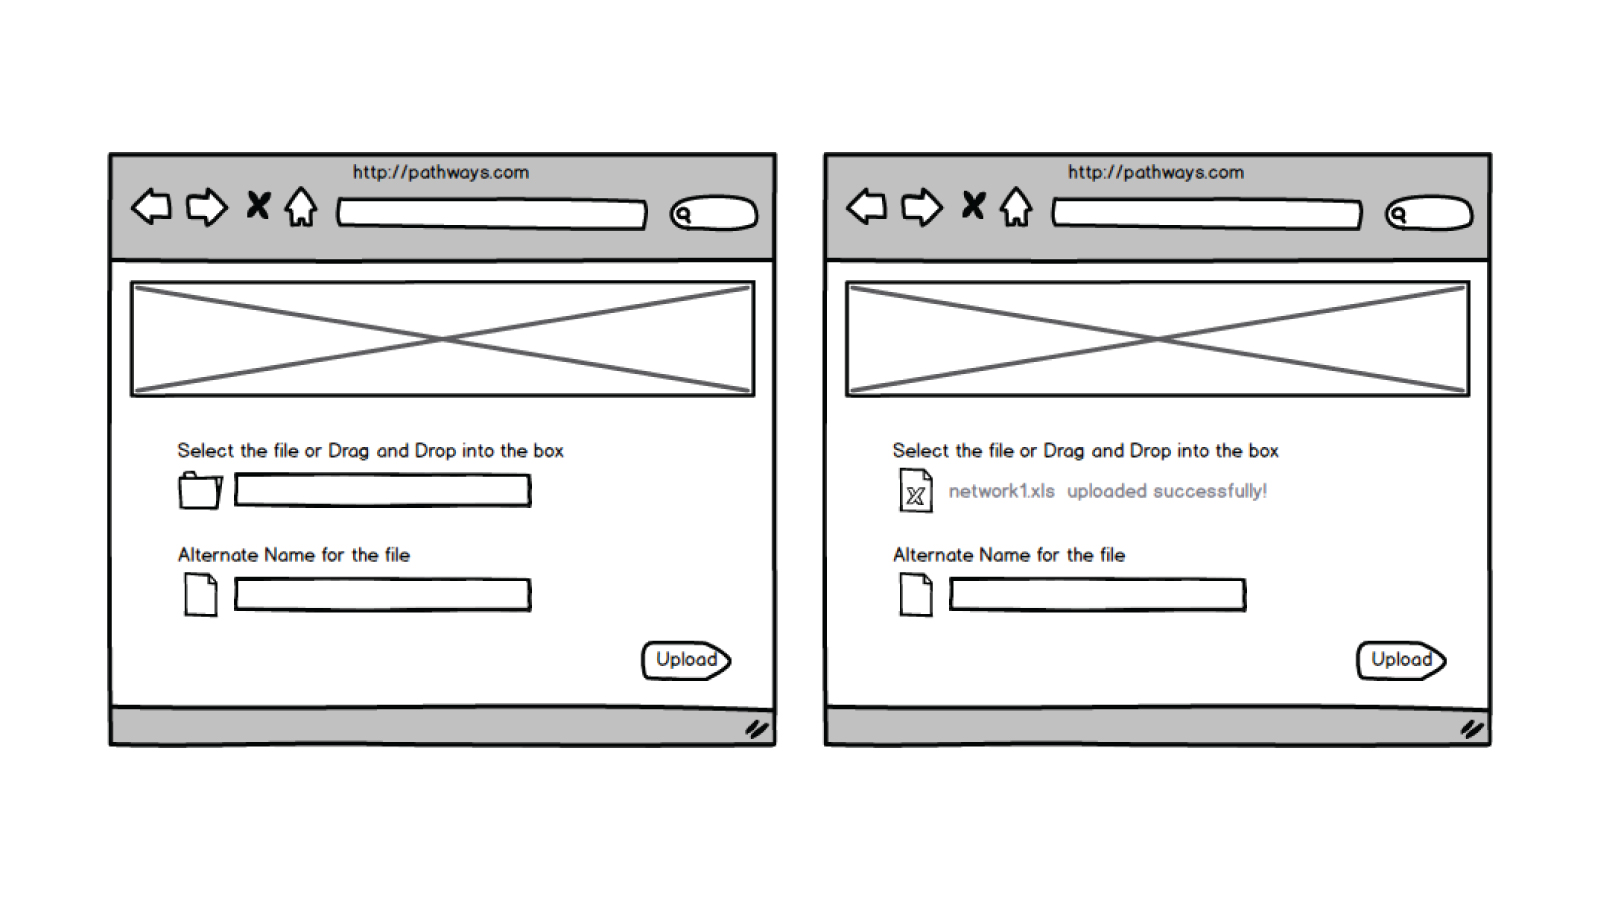 http://pathways.com
Select the file or Drag and Drop into the box
Alternate Name for the file
Upload
http://pathways.com
Select the file or Drag and Drop into the box
network1.xls uploaded successfully!
Alternate Name for the file
Upload